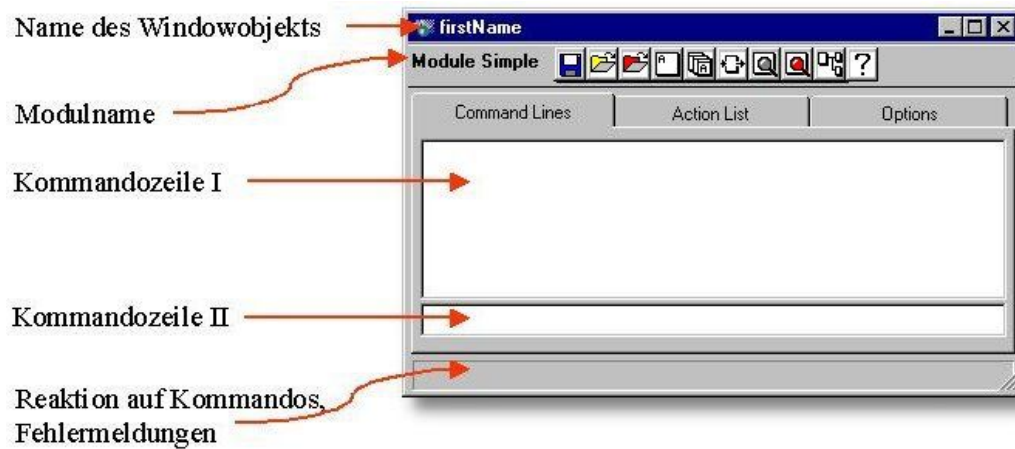 Name des Windowobjekts
firstName
Module Simple
A
A
?
Modulname
Command Lines
Action List
Options
Kommandozeile I
Kommandozeile II
Reaktion auf Kommandos,
Fehlermeldungen